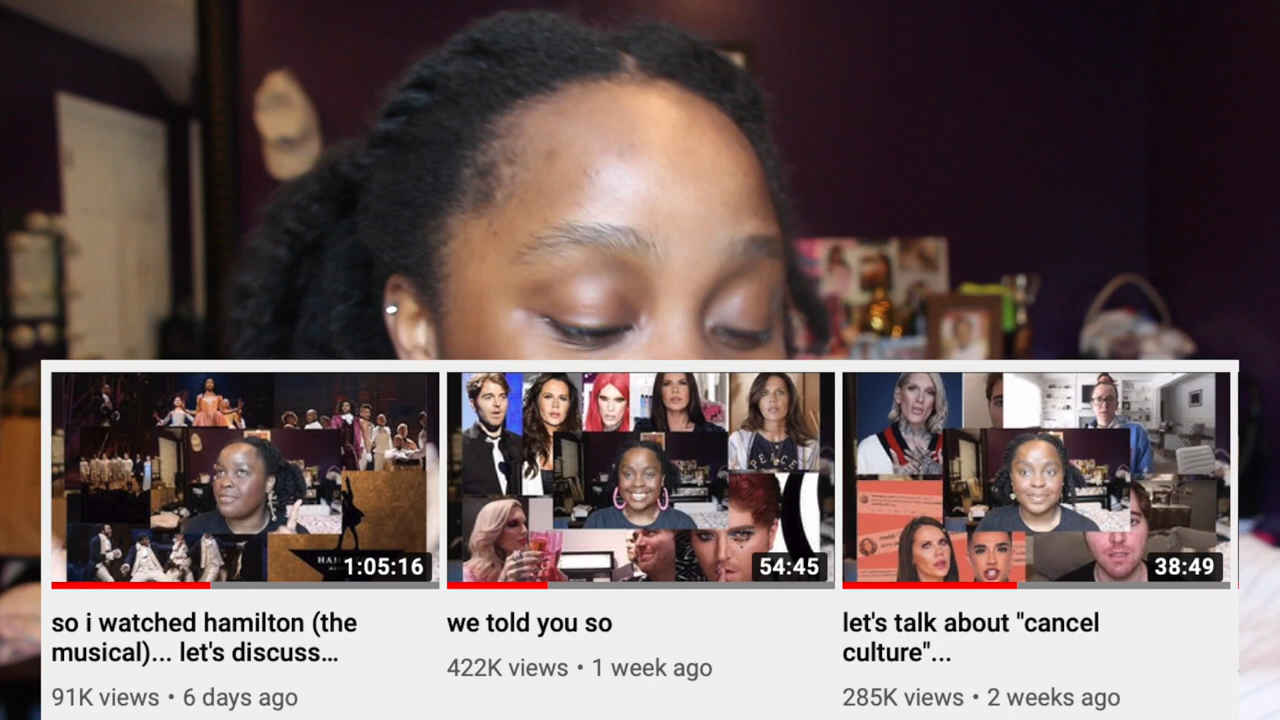 HA
1:05:16
54:45
38:49
so i watched hamilton (the
musical)... let's discuss...
we told you so
let's talk about "cancel
culture"...
91K views • 6 days ago
422K views • 1 week ago
285K views • 2 weeks ago